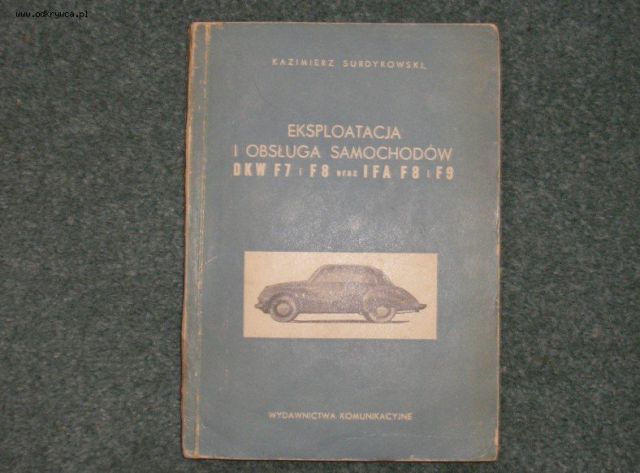 www.odkrywca.pl
KAZIMIERZ SURDYKOWSKI
EKSPLOATACJA
I OBSŁUGA SAMOCHODÓW
DKW F7 i F8 oraz IFA F8 i F9
WYDAWNICTWA KOMUNIKACYJNE